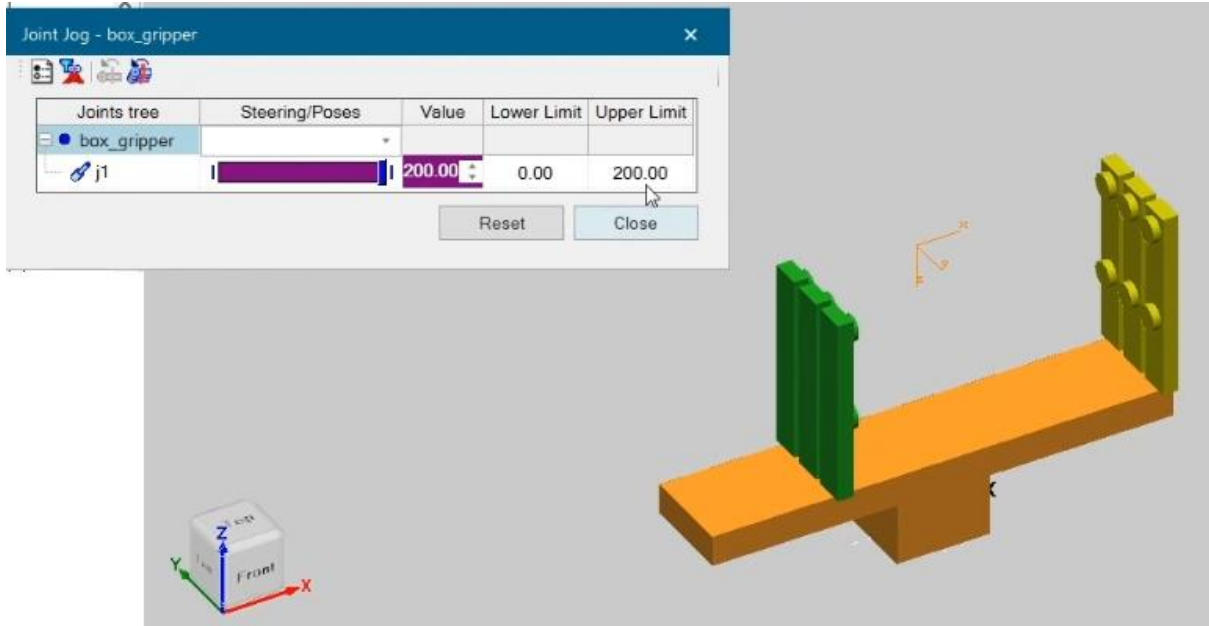 Joint Jog - box_gripper
Joints tree Steering/Poses Value Lower Limit Upper Limit
box_gripper
j1 200.00 0.00 200.00
Reset Close
X
X
Top
Z
Y
Front
X